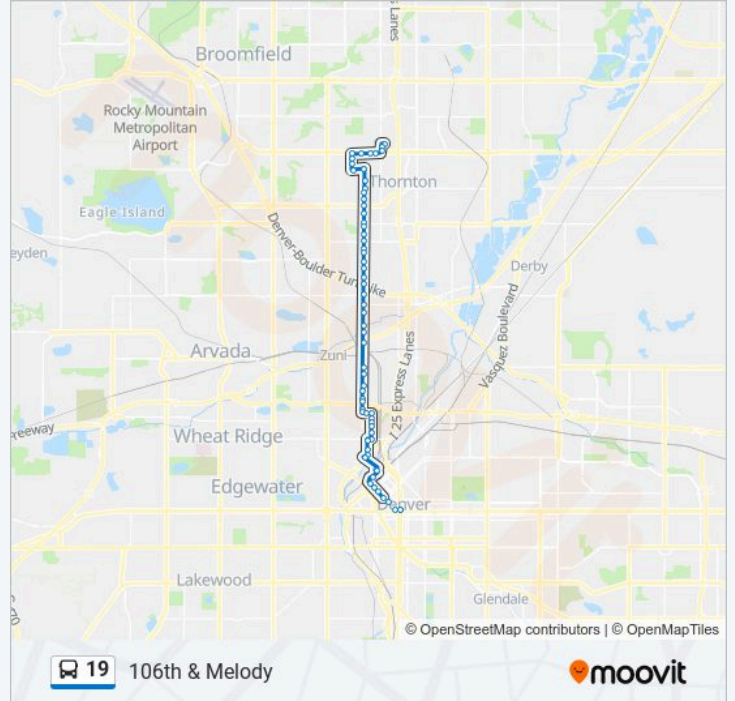 s Lanes
Broomfield
Rocky Mountain
Metropolitan
Airport
Thornton
Eagle Island
Denver-Boulder Turnpike
eyden
Derby
Vasquez Boulevard
Arvada
Zuni
I 25 Express Lanes
reeway
Wheat Ridge
Edgewater
Denver
Lakewood
Glendale
C 470
© OpenStreetMap contributors | © OpenMapTiles
19 106th & Melody
moovit